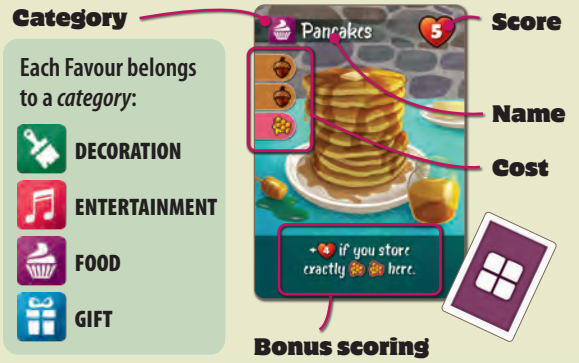 Category
Score
Each Favour belongs
to a category:
DECORATION
ENTERTAINMENT
FOOD
GIFT
Pancakes
5
Name
Cost
+4 if you store
exactly here.
Bonus scoring